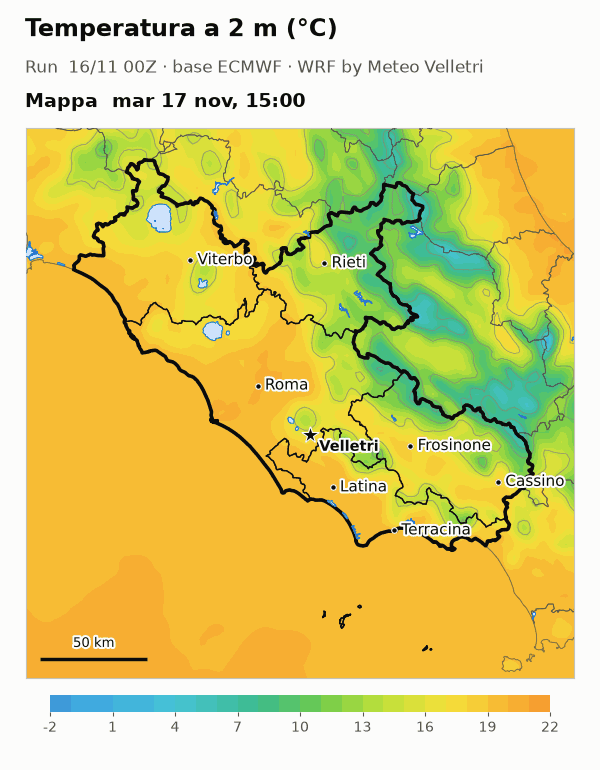 Temperatura a 2 m (°C)
Run  16/11 00Z · base ECMWF · WRF by Meteo Velletri
Mappa  mar 17 nov, 15:00
Viterbo
Rieti
Roma
Velletri
Frosinone
Cassino
Latina
Terracina
50 km
-2 1 4 7 10 13 16 19 22